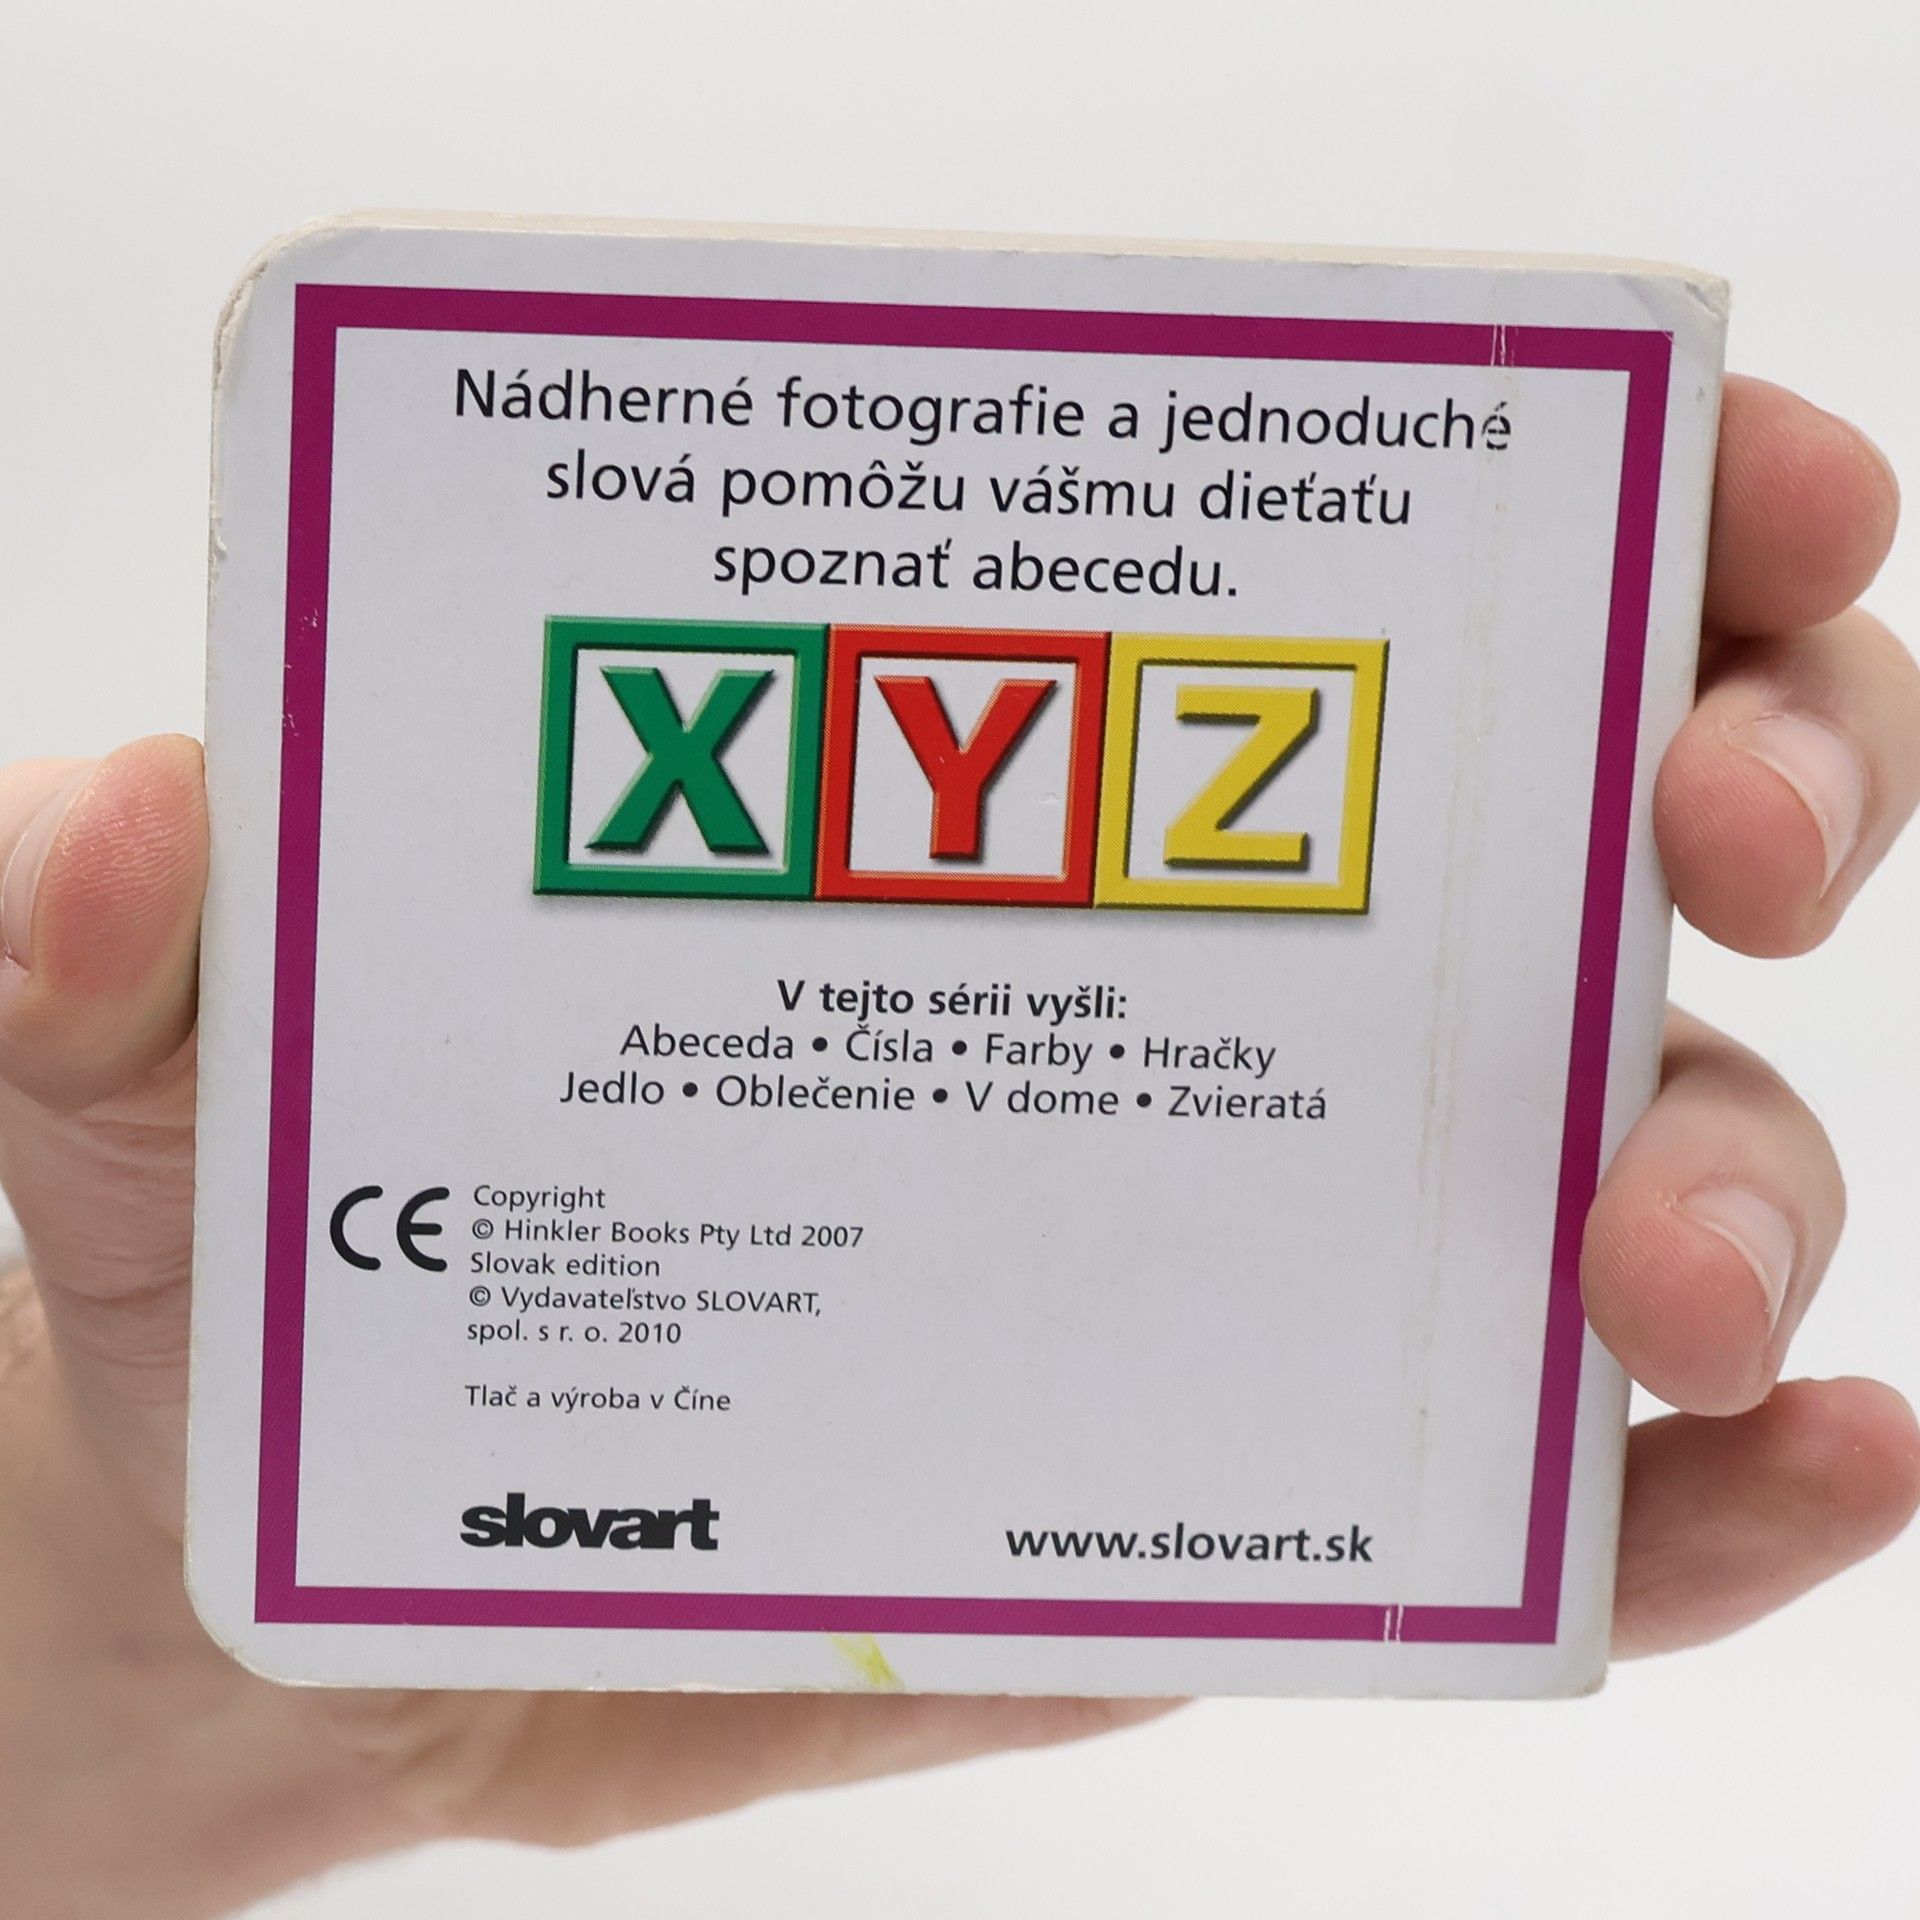 Nádherné fotografie a jednoduché
slová pomôžu vášmu dieťaťu
spoznať abecedu.
X Y Z
V tejto sérii vyšli:
Abeceda • Čísla • Farby • Hračky
Jedlo • Oblečenie • V dome • Zvieratá
CE
Copyright
© Hinkler Books Pty Ltd 2007
Slovak edition
© Vydavateľstvo SLOVART,
spol. s r. o. 2010
Tlač a výroba v Číne
slovart
www.slovart.sk